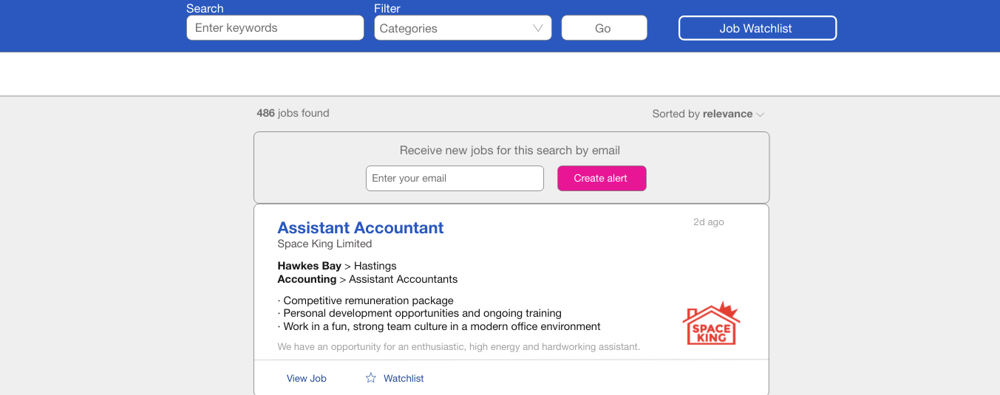 Search
Filter
Enter keywords
Categories
Go
Job Watchlist
486 jobs found
Sorted by relevance
Receive new jobs for this search by email
Enter your email
Create alert
Assistant Accountant
2d ago
Space King Limited
Hawkes Bay > Hastings
Accounting > Assistant Accountants
· Competitive remuneration package
· Personal development opportunities and ongoing training
· Work in a fun, strong team culture in a modern office environment
SPACE
KING
We have an opportunity for an enthusiastic, high energy and hardworking assistant.
View Job
Watchlist